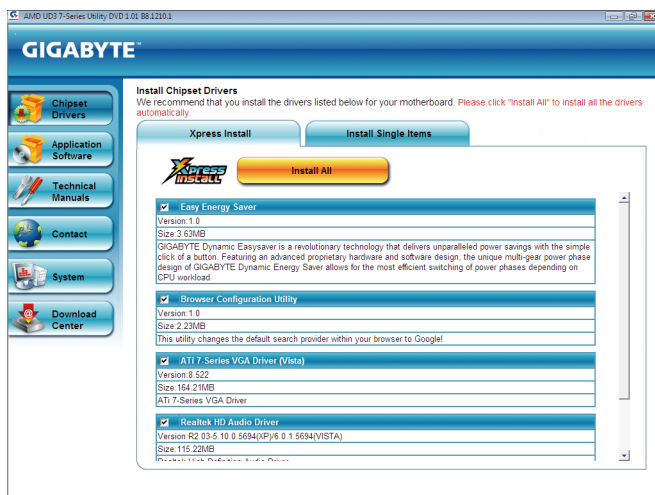 AMD UD3 7-Series Utility DVD 1.01 B8.1210.1
GIGABYTE™
Chipset
Drivers
Application
Software
Technical
Manuals
Contact
System
Download
Center
Install Chipset Drivers
We recommend that you install the drivers listed below for your motherboard. Please click "Install All" to install all the drivers
automatically.
Xpress Install
Install Single Items
Xpress
INSTALL
Install All
Easy Energy Saver
Version:1.0
Size:3.63MB
GIGABYTE Dynamic Easysaver is a revolutionary technology that delivers unparalleled power savings with the simple
click of a button. Featuring an advanced proprietary hardware and software design, the unique multi-gear power phase
design of GIGABYTE Dynamic Energy Saver allows for the most efficient switching of power phases depending on
CPU workload.
Browser Configuration Utility
Version:1.0
Size:2.23MB
This utility changes the default search provider within your browser to Google!
ATi 7-Series VGA Driver (Vista)
Version:8.522
Size:164.21MB
ATi 7-Series VGA Driver
Realtek HD Audio Driver
Version:R2.03-5.10.0.5694(XP)/6.0.1.5694(VISTA)
Size:115.22MB
Realtek High Definition Audio Driver